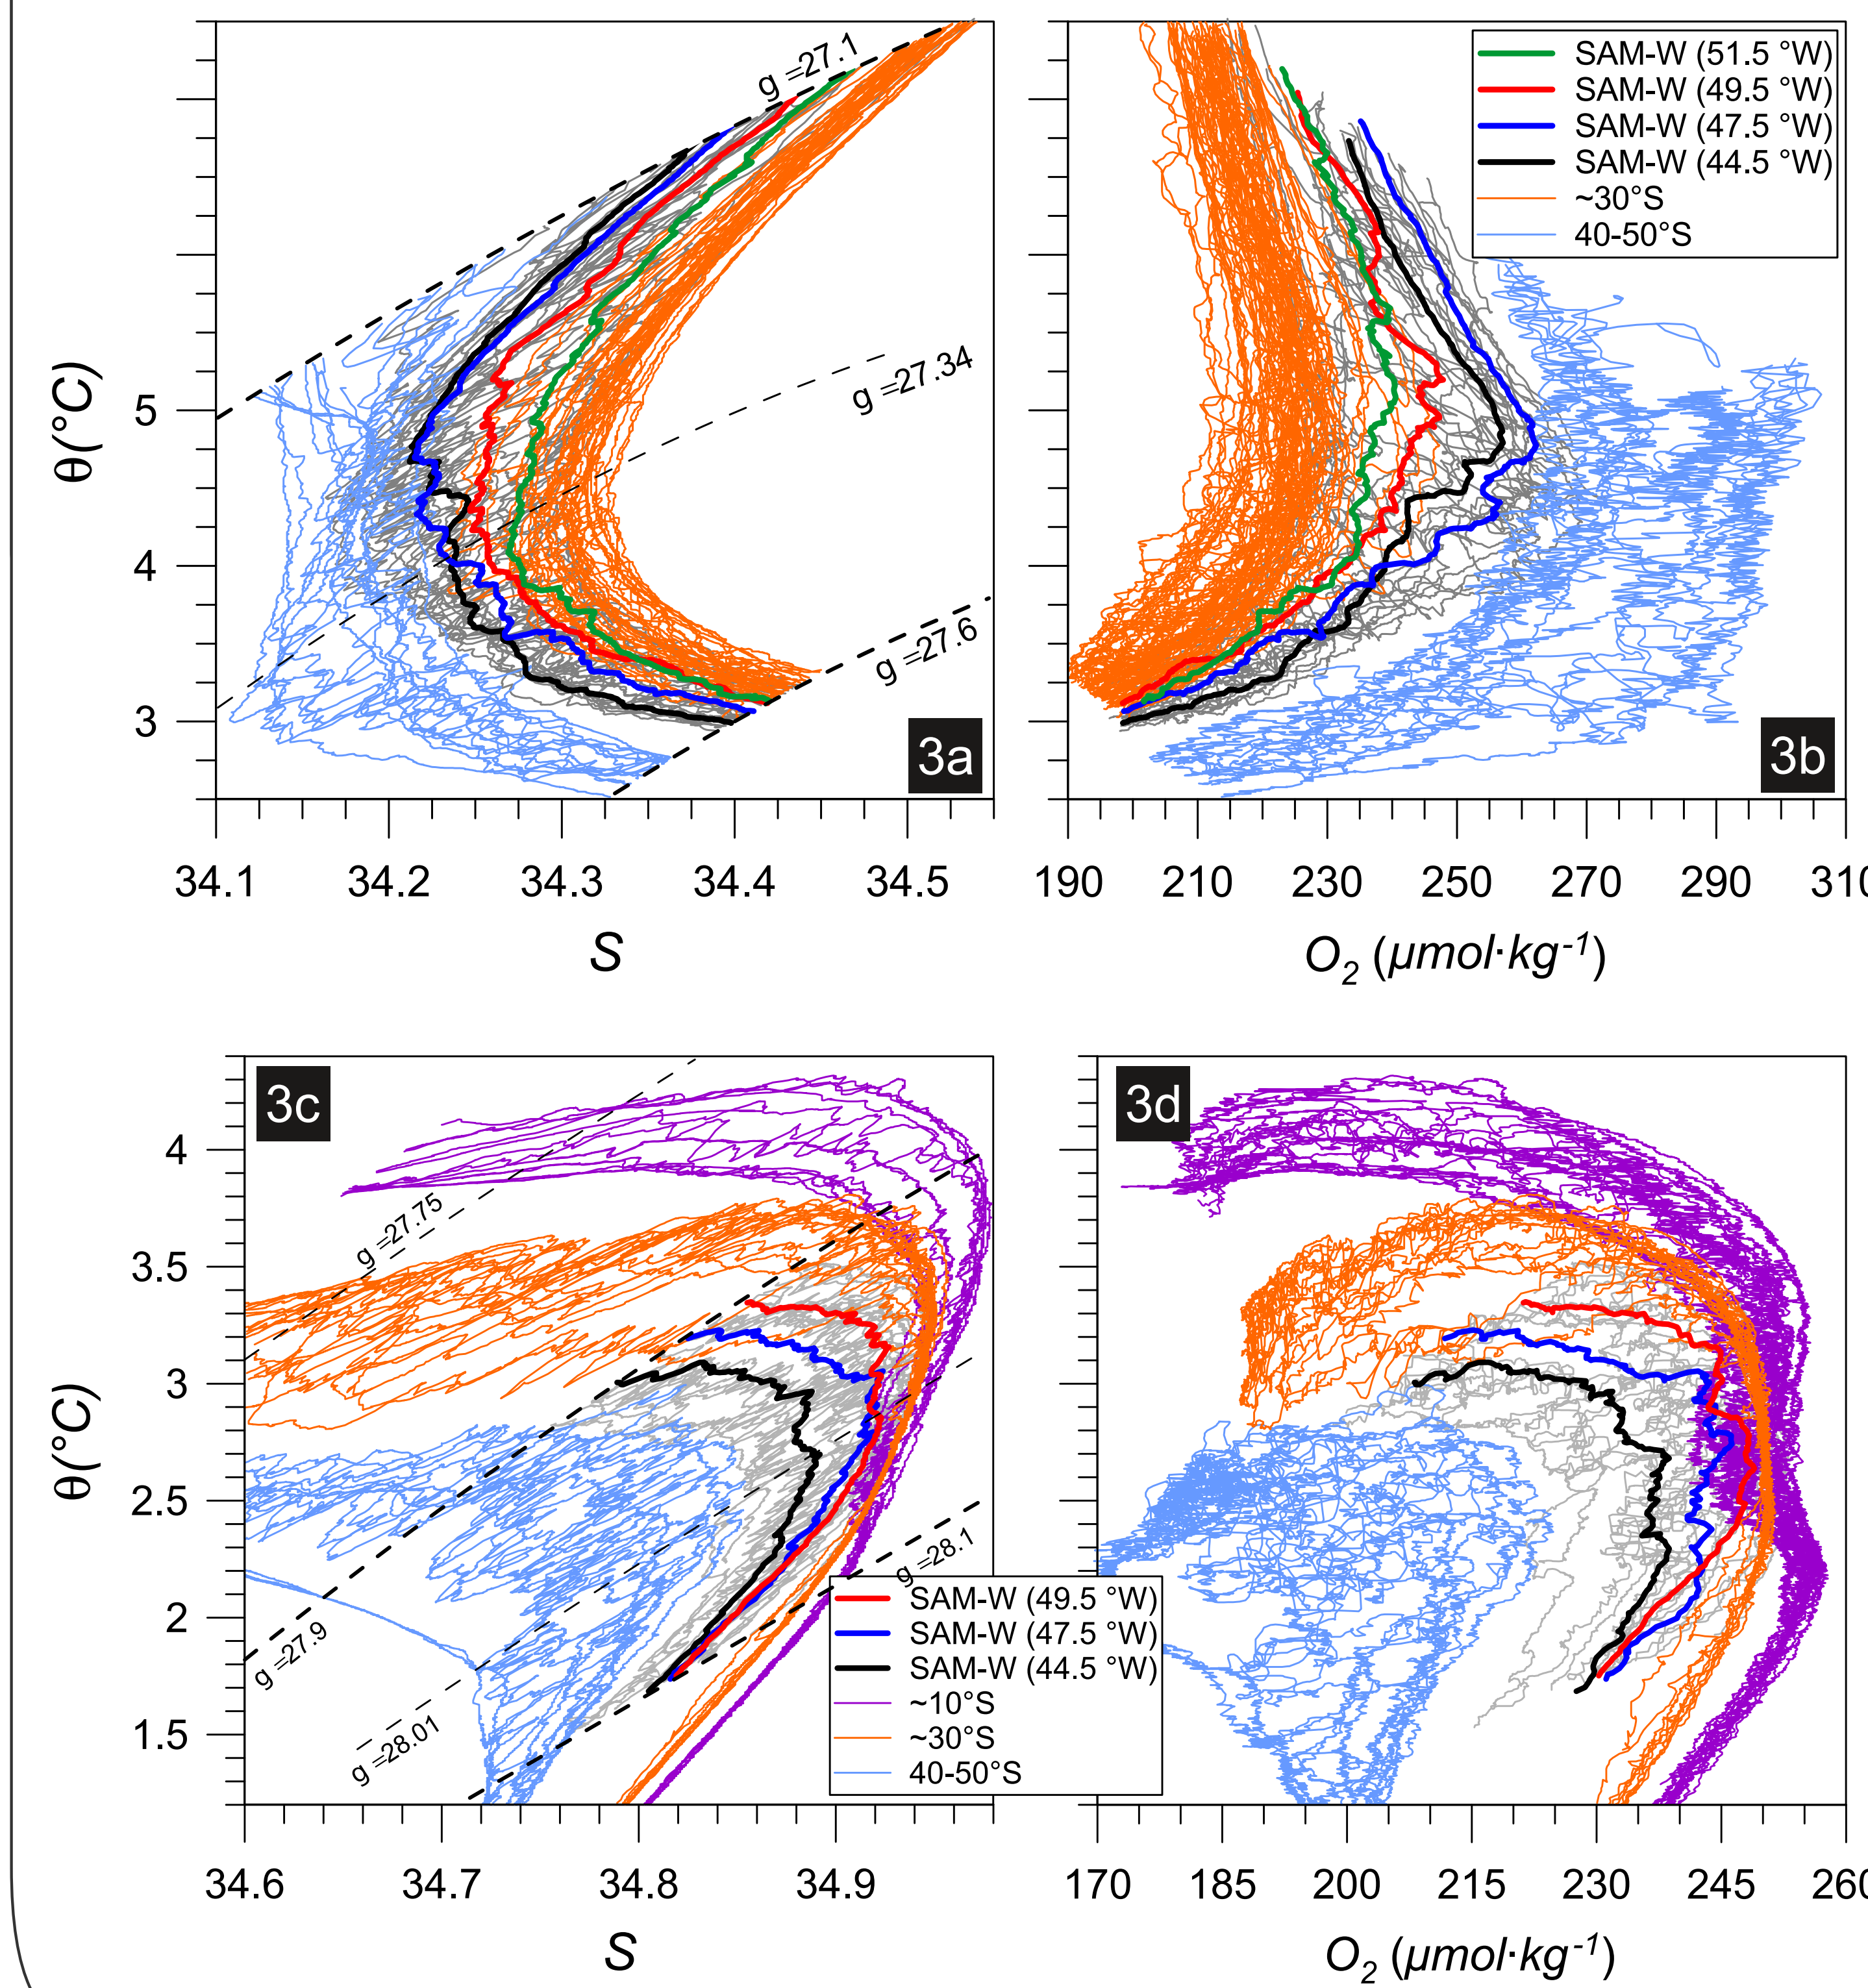 g =27.1
g =27.34
g =27.6
θ(°C)
5
4
3
3a
34.1 34.2 34.3 34.4 34.5
S
SAM-W (51.5 °W)
SAM-W (49.5 °W)
SAM-W (47.5 °W)
SAM-W (44.5 °W)
~30°S
40-50°S
3b
190 210 230 250 270 290
O2 (μmol·kg-1)
3c
g =27.75
g =27.9
g =28.01
g =28.1
θ(°C)
4
3.5
3
2.5
2
1.5
34.6 34.7 34.8 34.9
S
SAM-W (49.5 °W)
SAM-W (47.5 °W)
SAM-W (44.5 °W)
~10°S
~30°S
40-50°S
3d
170 185 200 215 230 245
O2 (μmol·kg-1)